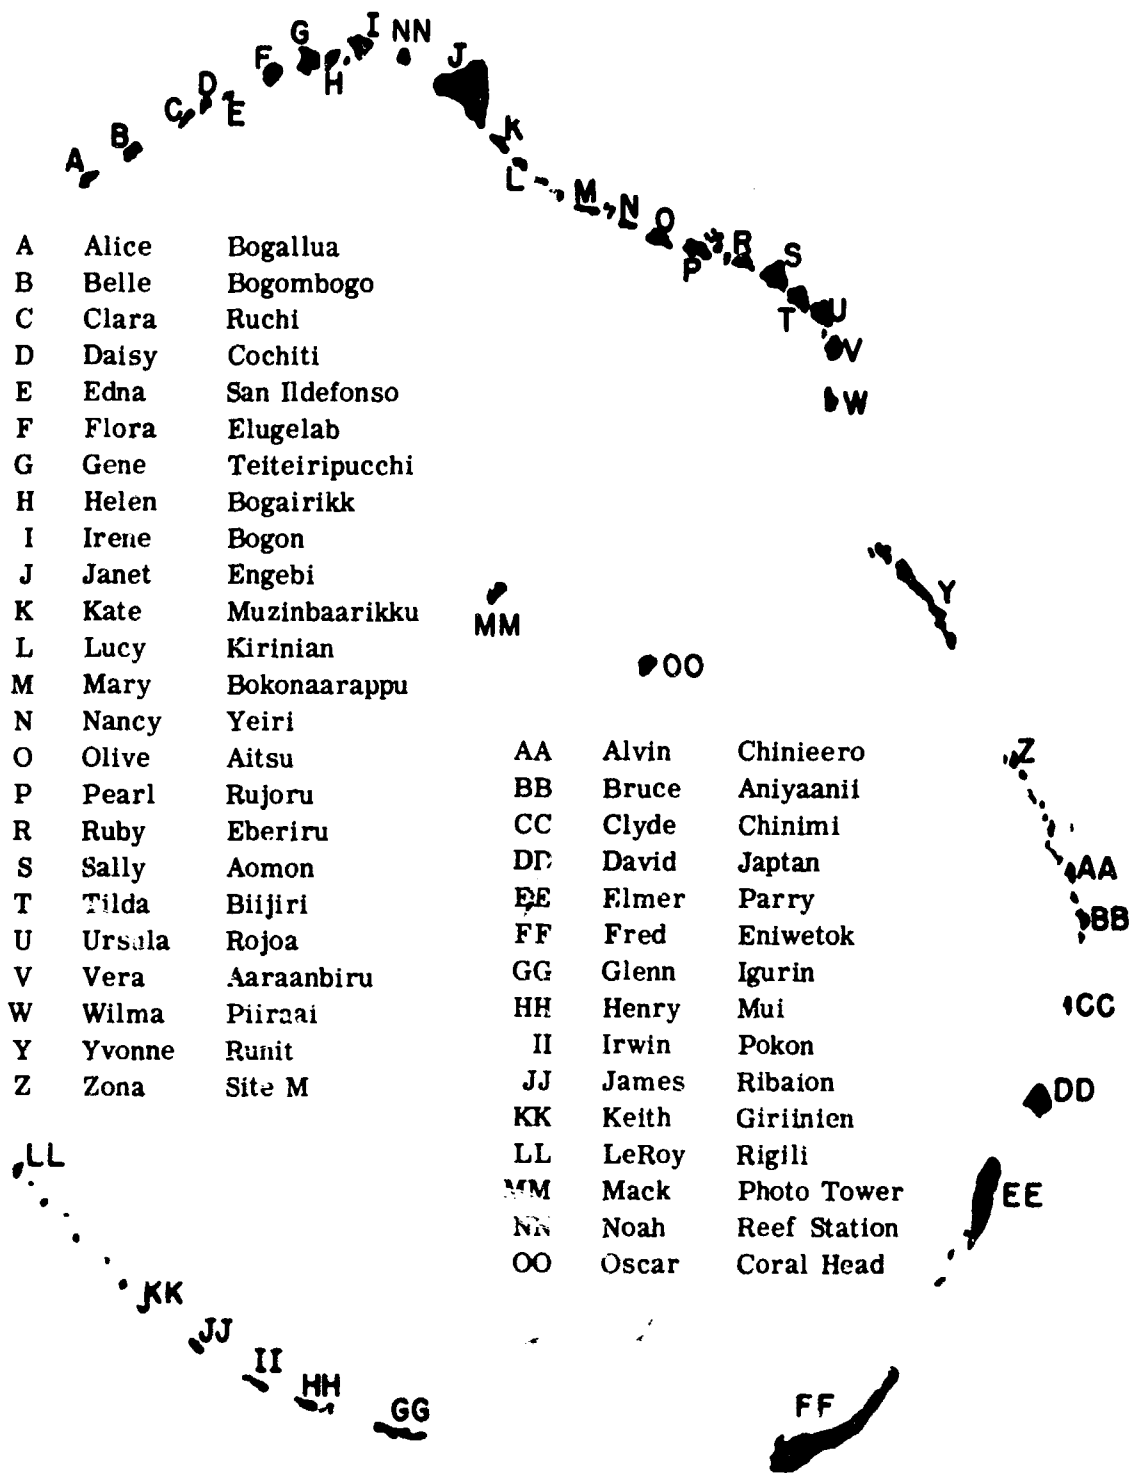 I NN
G
F H J
D
C E
B K
A L
M N
O
P R S
T U
V
W
Y
MM
OO
Z
AA
BB
CC
DD
EE
FF
GG
HH
II
JJ
KK
LL
A Alice Bogallua
B Belle Bogombogo
C Clara Ruchi
D Daisy Cochiti
E Edna San Ildefonso
F Flora Elugelab
G Gene Teiteiripucchi
H Helen Bogairikk
I Irene Bogon
J Janet Engebi
K Kate Muzinbaarikku
L Lucy Kirinian
M Mary Bokonaarappu
N Nancy Yeiri
O Olive Aitsu
P Pearl Rujoru
R Ruby Eberiru
S Sally Aomon
T Tilda Biijiri
U Ursula Rojoa
V Vera Aaraanbiru
W Wilma Piiraai
Y Yvonne Runit
Z Zona Site M
AA Alvin Chinieero
BB Bruce Aniyaanii
CC Clyde Chinimi
DD David Japtan
EE Elmer Parry
FF Fred Eniwetok
GG Glenn Igurin
HH Henry Mui
II Irwin Pokon
JJ James Ribaion
KK Keith Giriinien
LL LeRoy Rigili
MM Mack Photo Tower
NN Noah Reef Station
OO Oscar Coral Head